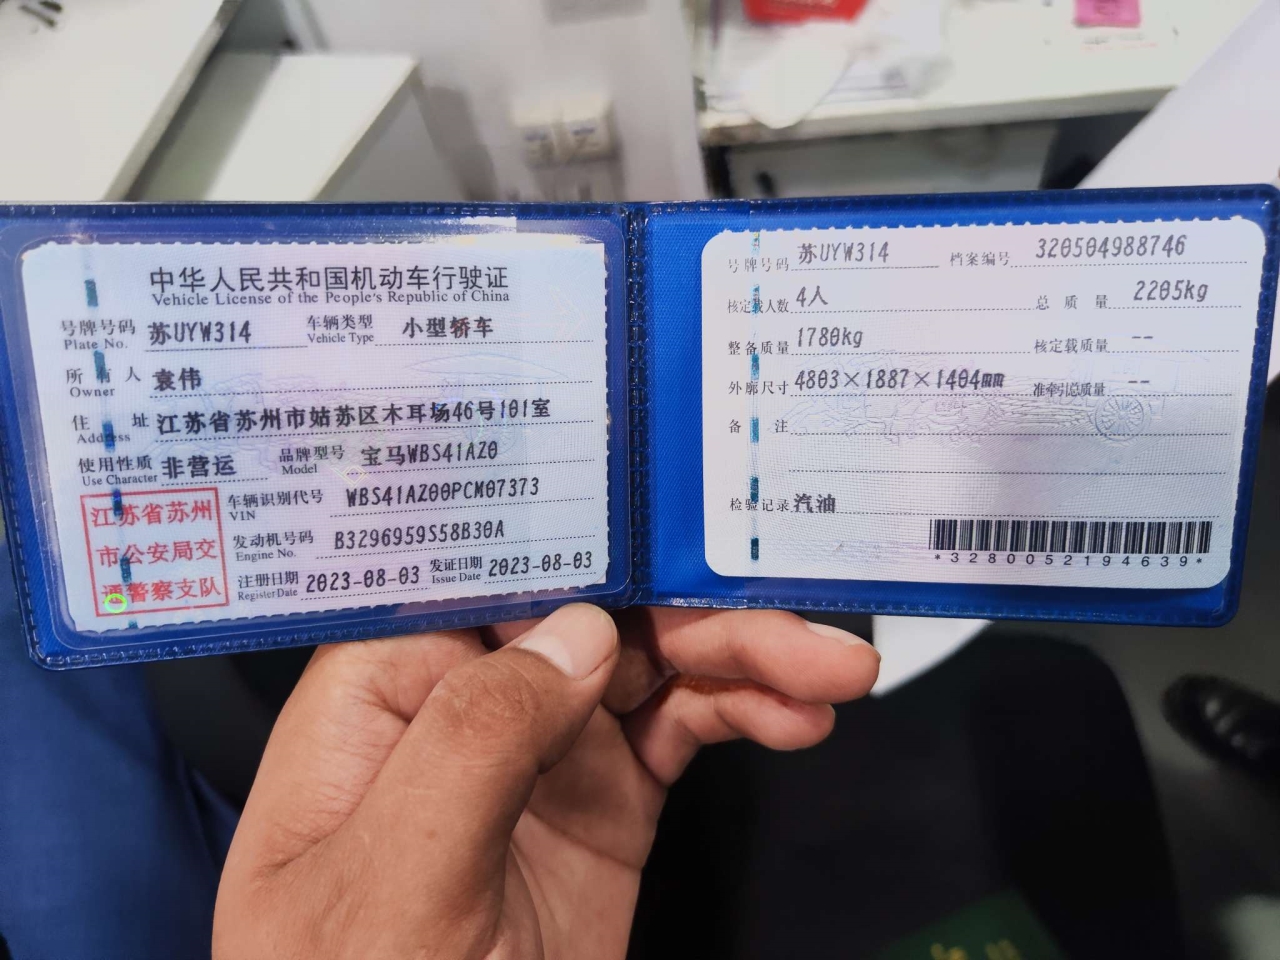 中华人民共和国机动车行驶证
Vehicle License of the People's Republic of China
号牌号码 苏UYW314 车辆类型 小型轿车
Plate No. Vehicle Type
所有人 袁伟
Owner
住址 江苏省苏州市姑苏区木耳场46号101室
Address
使用性质 非营运 品牌型号 宝马WBS41AZ0
Use Character Model
江苏省苏州
市公安局交
通警察支队
车辆识别代号 WBS41AZ00PCM07373
VIN
发动机号码 B3296959S58B30A
Engine No.
注册日期 2023-08-03 发证日期 2023-08-03
Register Date Issue Date
号牌号码 苏UYW314 档案编号 320504988746
核定载人数 4人 总质量 2205kg
整备质量 1780kg 核定载质量 --
外廓尺寸 4803×1887×1404mm 准牵引总质量 --
备注
检验记录 汽油
*3280052194639*